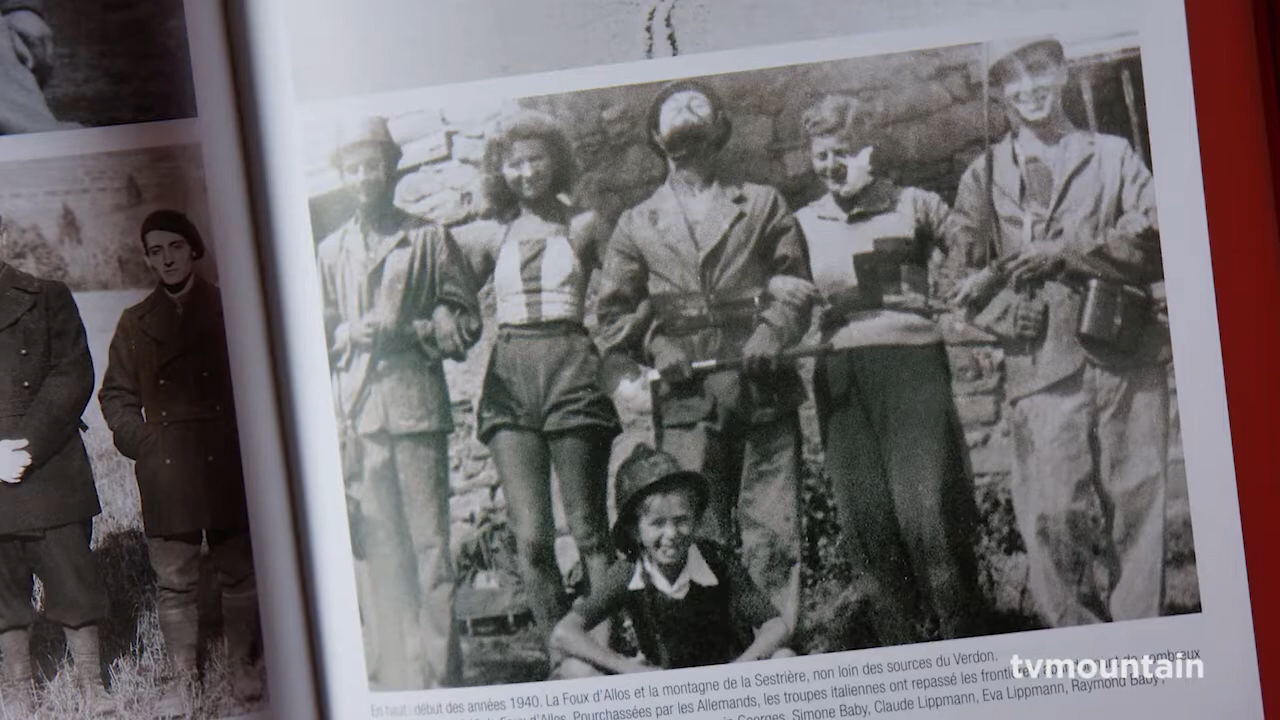 En haut : début des années 1940. La Foux d'Allos et la montagne de la Sestrière, non loin des sources du Verdon.
Foux d'Allos. Pourchassées par les Allemands, les troupes italiennes ont repassé les frontières de nombreux
Georges, Simone Baby, Claude Lippmann, Eva Lippmann, Raymond Baby
tvmountain